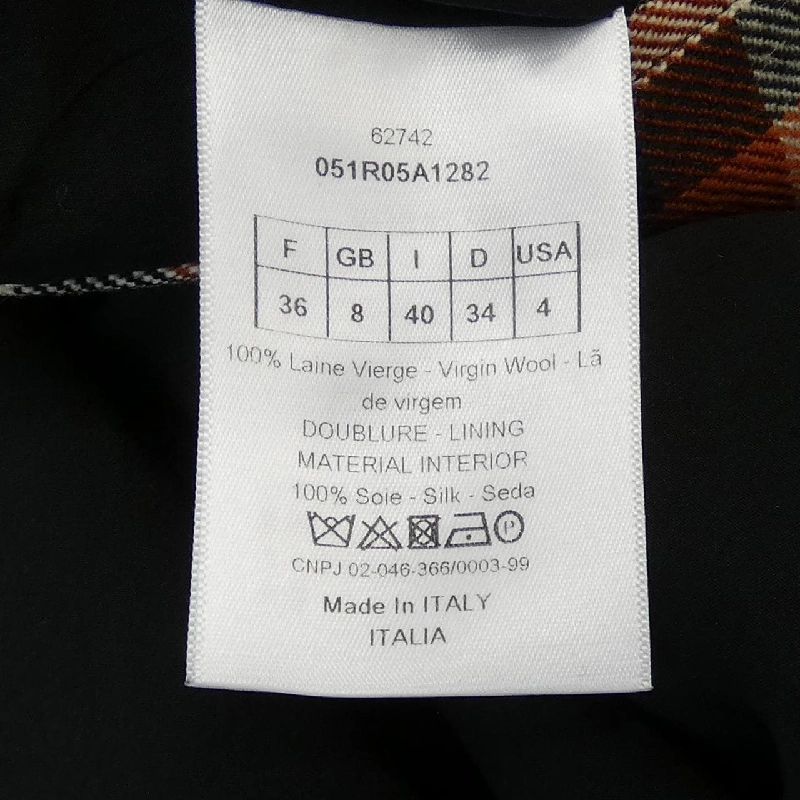 62742
051R05A1282
F GB I D USA
36 8 40 34 4
100% Laine Vierge - Virgin Wool - Lã
de virgem
DOUBLURE - LINING
MATERIAL INTERIOR
100% Soie - Silk - Seda
P
CNPJ 02-046-366/0003-99
Made In ITALY
ITALIA